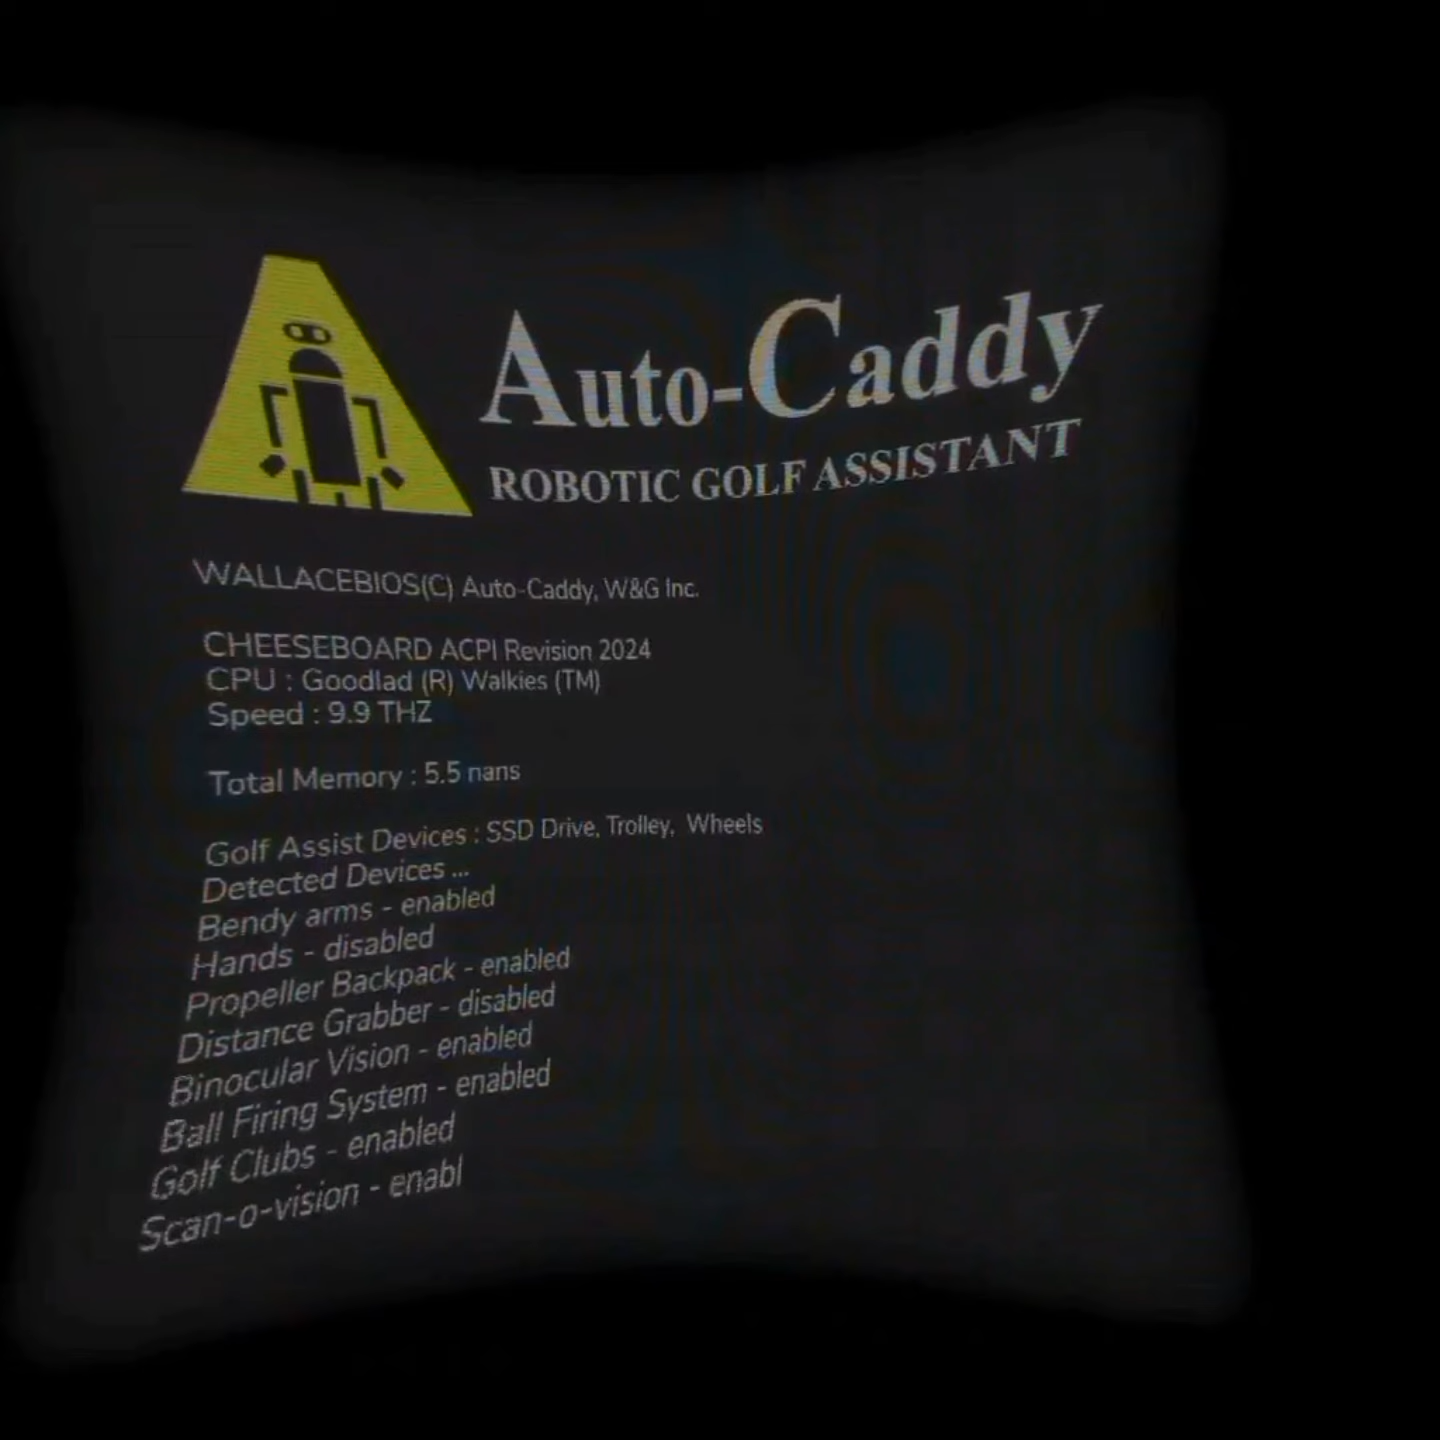 Auto-Caddy
ROBOTIC GOLF ASSISTANT
WALLACEBIOS(C) Auto-Caddy, W&G Inc.
CHEESEBOARD ACPI Revision 2024
CPU : Goodlad (R) Walkies (TM)
Speed : 9.9 THZ
Total Memory : 5.5 nans
Golf Assist Devices : SSD Drive, Trolley, Wheels
Detected Devices ...
Bendy arms - enabled
Hands - disabled
Propeller Backpack - enabled
Distance Grabber - disabled
Binocular Vision - enabled
Ball Firing System - enabled
Golf Clubs - enabled
Scan-o-vision - enabl